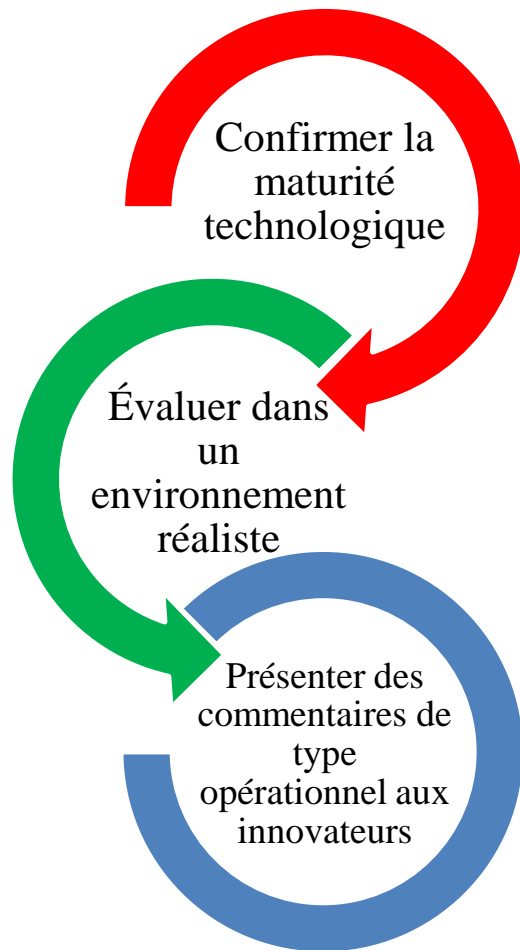 Confirmer la
maturité
technologique
Évaluer dans
un
environnement
réaliste
Présenter des
commentaires de
type
opérationnel aux
innovateurs